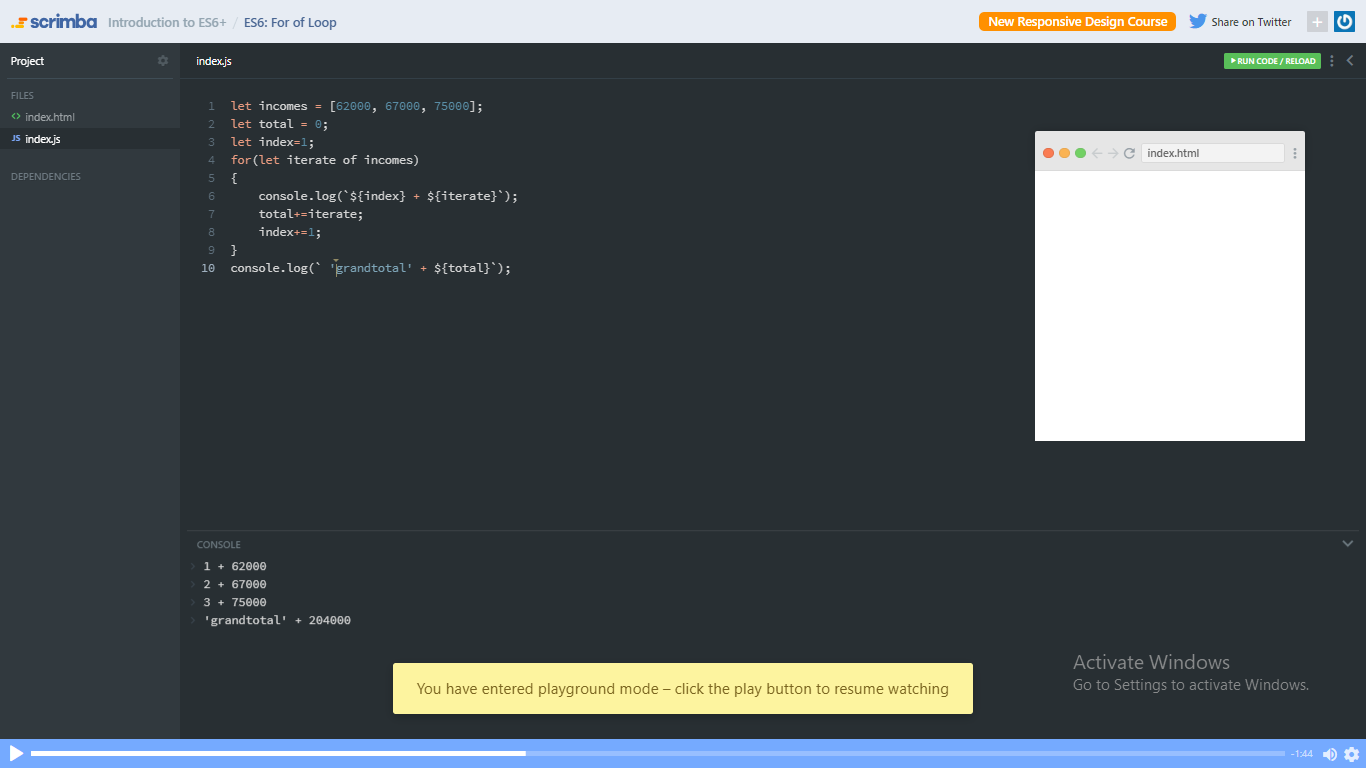 scrimba Introduction to ES6+ / ES6: For of Loop New Responsive Design Course Share on Twitter
Project
FILES
index.html
JS index.js
DEPENDENCIES
index.js
RUN CODE / RELOAD
1 let incomes = [62000, 67000, 75000];
2 let total = 0;
3 let index=1;
4 for(let iterate of incomes)
5 {
6     console.log(`${index} + ${iterate}`);
7     total+=iterate;
8     index+=1;
9 }
10 console.log(` 'grandtotal' + ${total}`);
index.html
CONSOLE
1 + 62000
2 + 67000
3 + 75000
'grandtotal' + 204000
You have entered playground mode – click the play button to resume watching
Activate Windows
Go to Settings to activate Windows.
-1:44